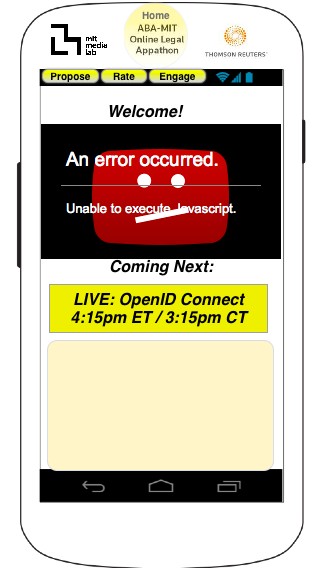 Home
ABA-MIT
Online Legal
Appathon
mit
media
lab
THOMSON REUTERS
Propose
Rate
Engage
Welcome!
An error occurred.
Unable to execute Javascript.
Coming Next:
LIVE: OpenID Connect
4:15pm ET / 3:15pm CT